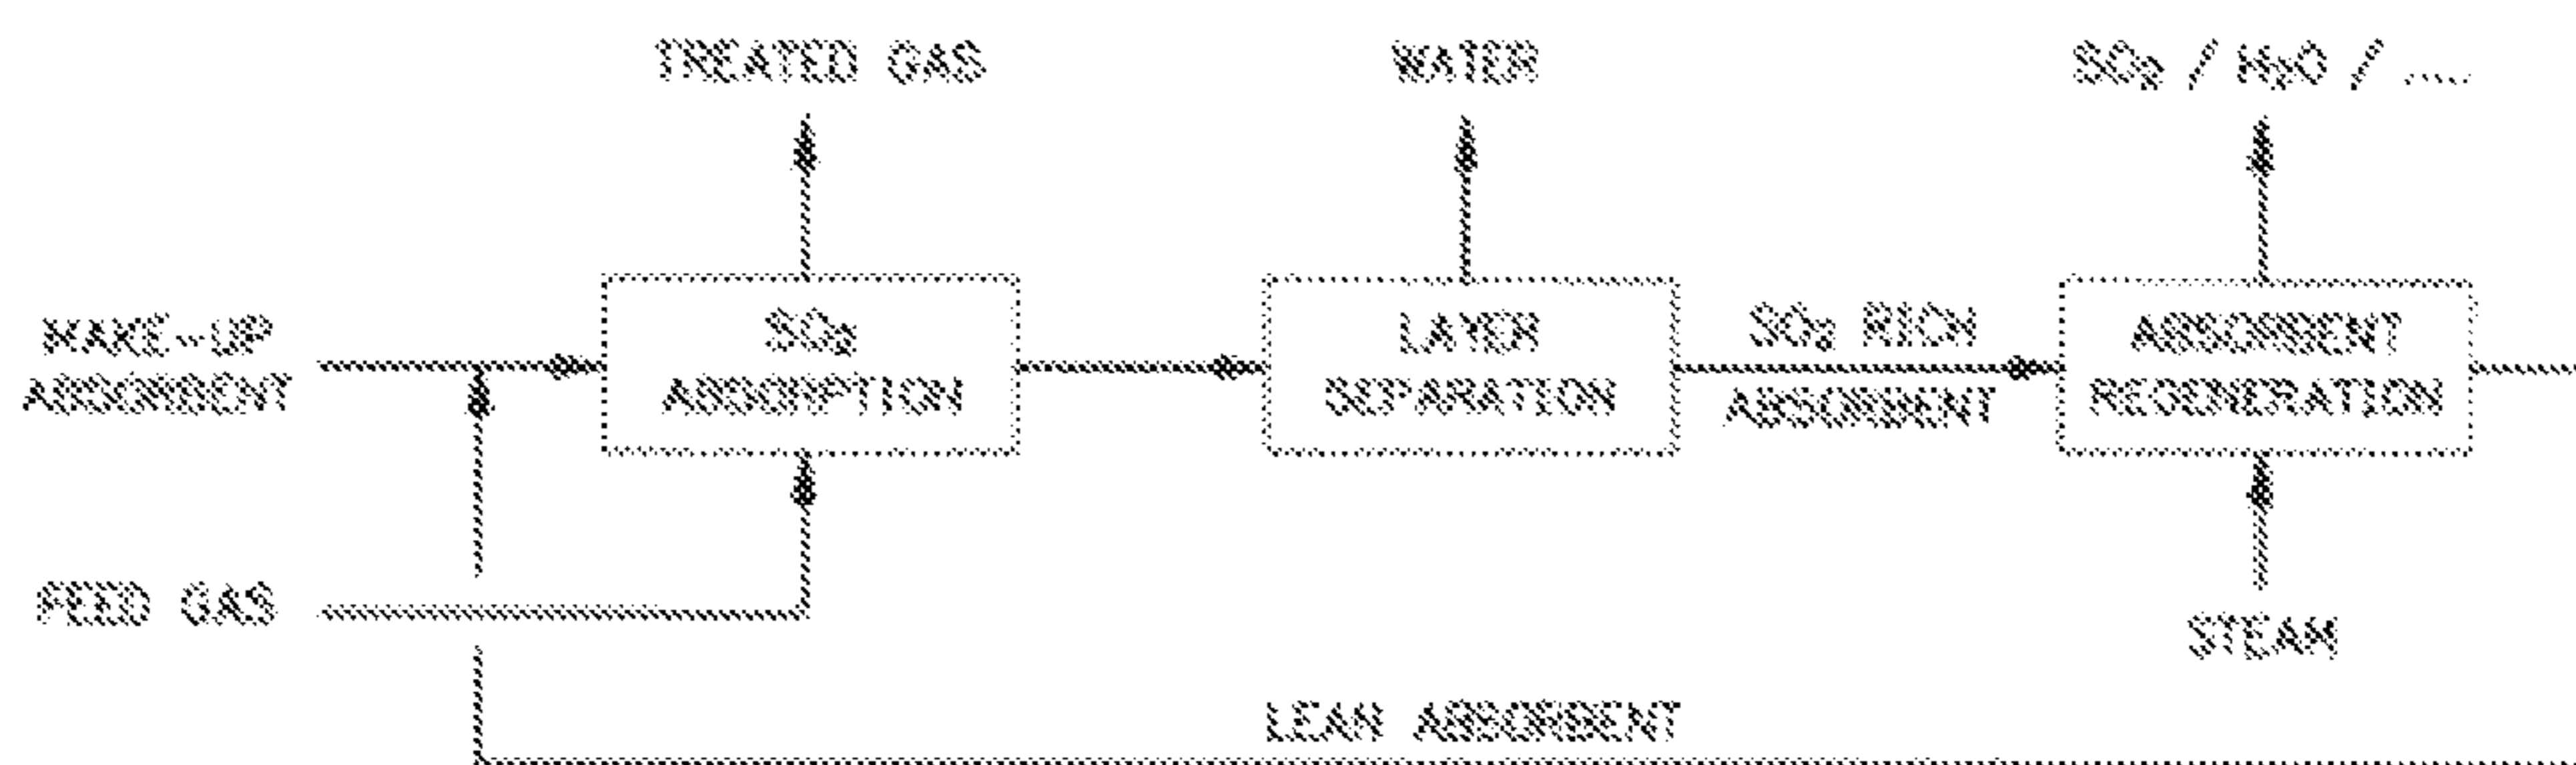 TREATED GAS
WATER
SO₂ / H₂O / ....
MAKE-UP
ABSORBENT
SO₂
ABSORPTION
LAYER
SEPARATION
SO₂ RICH
ABSORBENT
ABSORBENT
REGENERATION
FEED GAS
STEAM
LEAN ABSORBENT